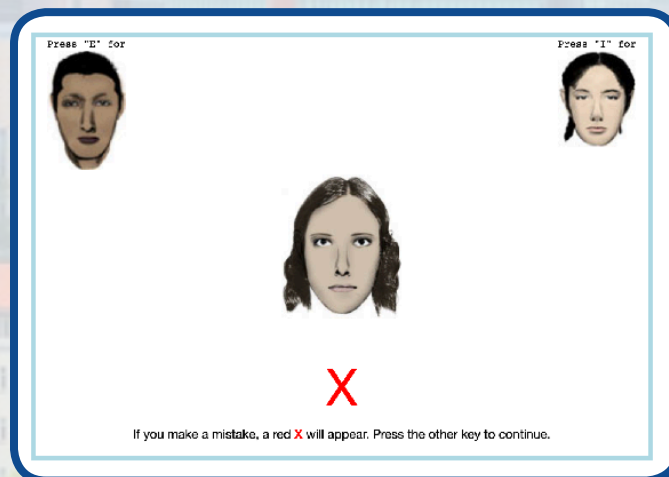 Press "E" for
Press "I" for
X
If you make a mistake, a red X will appear. Press the other key to continue.